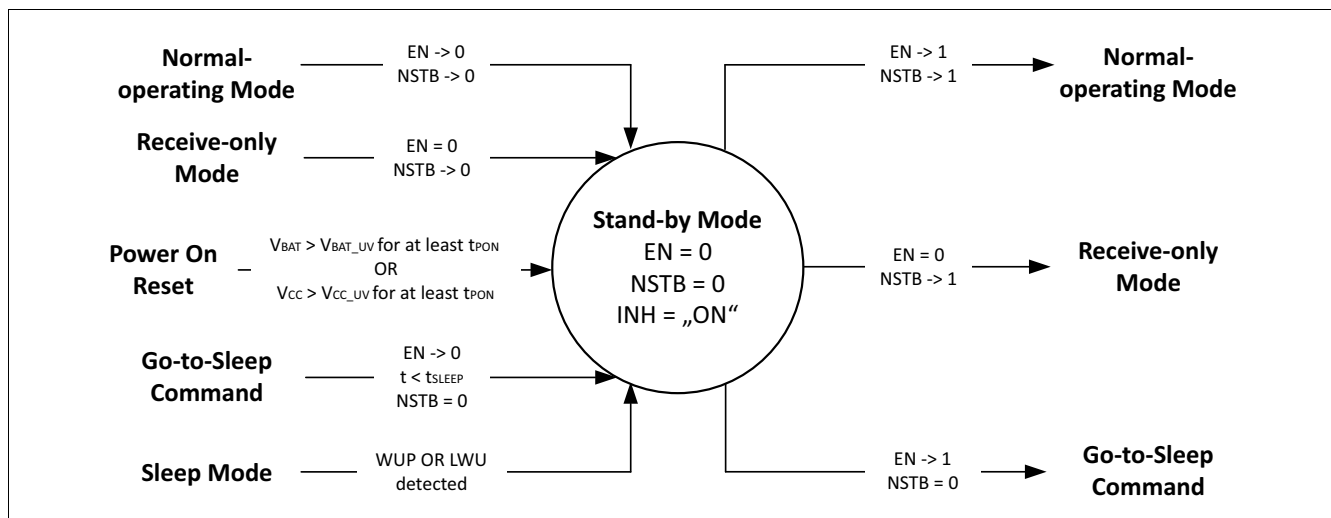 Normal-
operating Mode
EN -> 0
NSTB -> 0
Receive-only
Mode
EN = 0
NSTB -> 0
Power On
Reset
VBAT > VBAT_UV for at least tPON
OR
VCC > VCC_UV for at least tPON
Go-to-Sleep
Command
EN -> 0
t < tSLEEP
NSTB = 0
Sleep Mode
WUP OR LWU
detected
Stand-by Mode
EN = 0
NSTB = 0
INH = „ON“
EN -> 1
NSTB -> 1
Normal-
operating Mode
EN = 0
NSTB -> 1
Receive-only
Mode
EN -> 1
NSTB = 0
Go-to-Sleep
Command